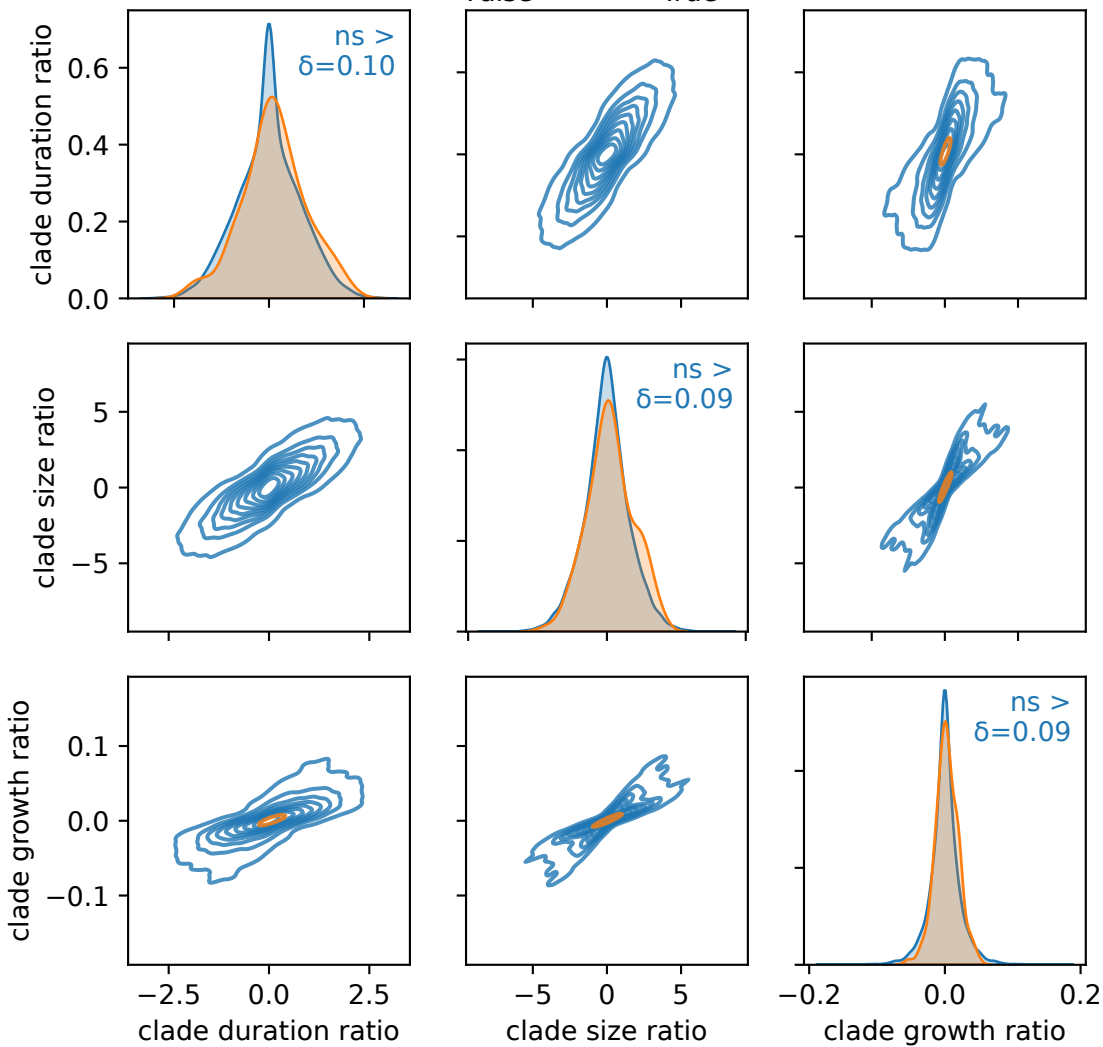 clade duration ratio
0.6
0.4
0.2
0.0
ns >
δ=0.10
clade size ratio
5
0
−5
ns >
δ=0.09
clade growth ratio
0.1
0.0
−0.1
ns >
δ=0.09
−2.5 0.0 2.5
−5 0 5
−0.2 0.0 0.2
clade duration ratio
clade size ratio
clade growth ratio